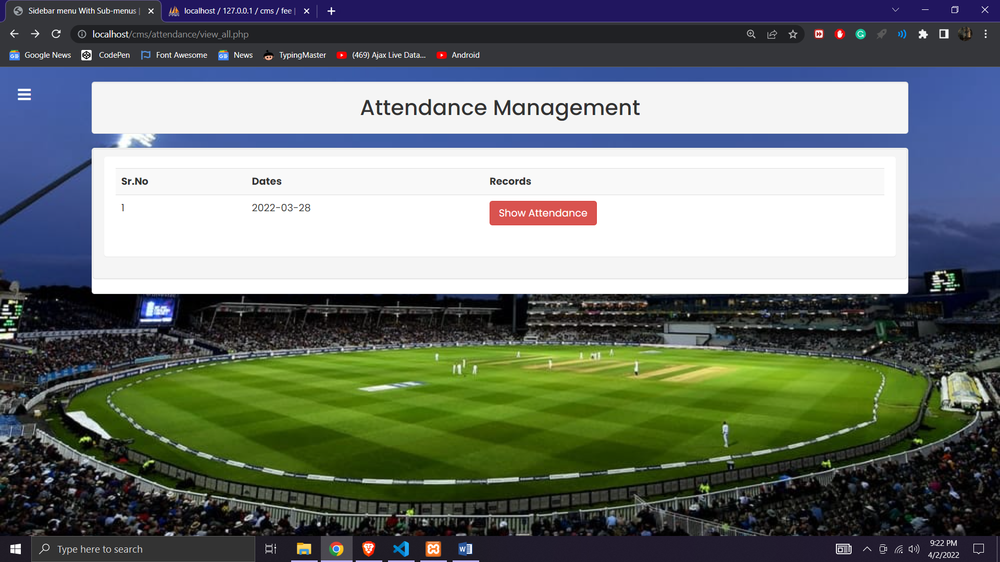 Sidebar menu With Sub-menus |
localhost / 127.0.0.1 / cms / fee |
localhost/cms/attendance/view_all.php
Google News
CodePen
Font Awesome
News
TypingMaster
(469) Ajax Live Data...
Android
Attendance Management
Sr.No Dates Records
1 2022-03-28 Show Attendance
Type here to search
9:22 PM
4/2/2022